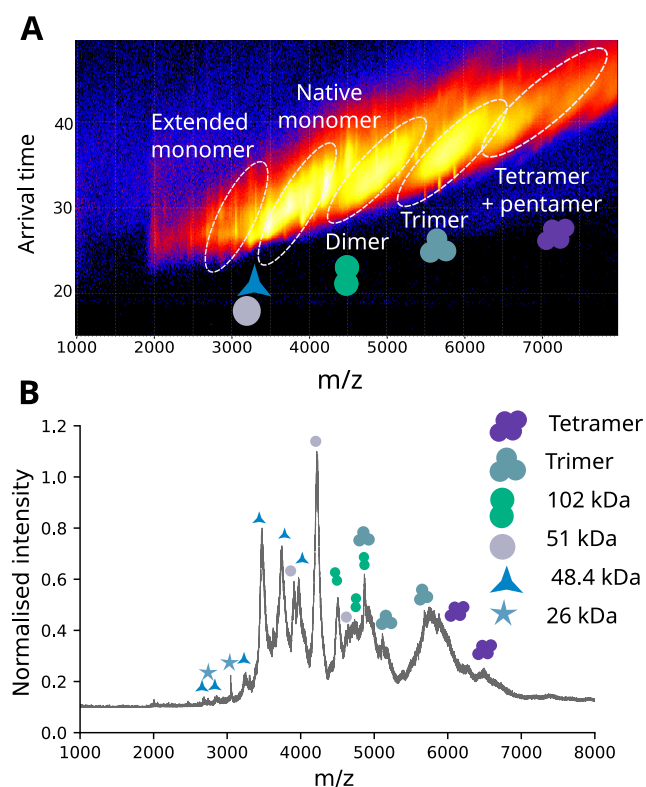 A
Arrival time
40
30
20
Extended
monomer
Native
monomer
Dimer
Trimer
Tetramer
+ pentamer
1000 2000 3000 4000 5000 6000 7000
m/z
B
Normalised intensity
1.2
1.0
0.8
0.6
0.4
0.2
0.0
Tetramer
Trimer
102 kDa
51 kDa
48.4 kDa
26 kDa
1000 2000 3000 4000 5000 6000 7000 8000
m/z